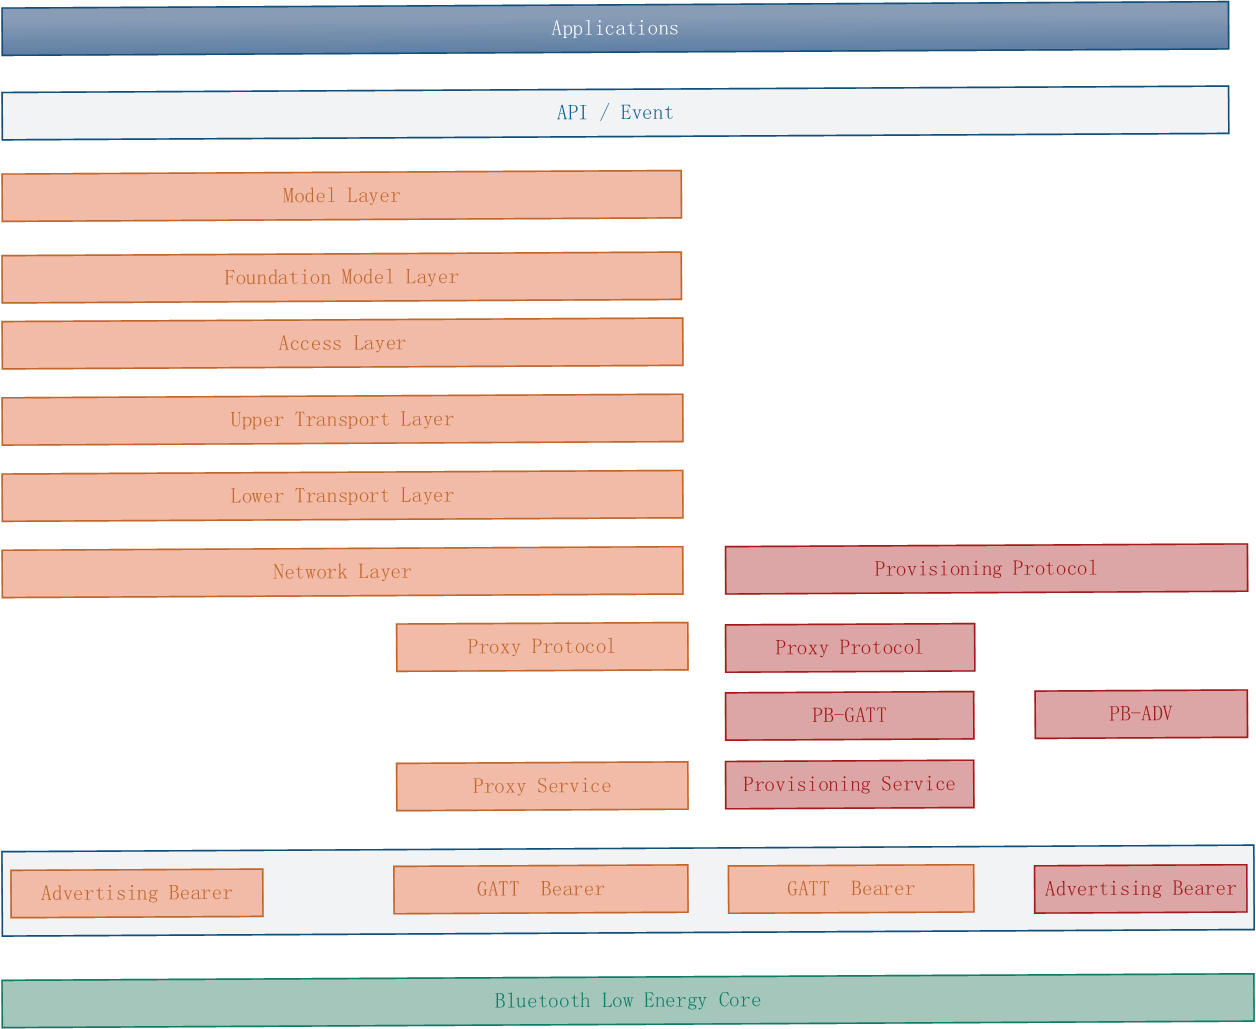 Applications
API / Event
Model Layer
Foundation Model Layer
Access Layer
Upper Transport Layer
Lower Transport Layer
Network Layer
Provisioning Protocol
Proxy Protocol
Proxy Protocol
PB-GATT
PB-ADV
Proxy Service
Provisioning Service
Advertising Bearer
GATT  Bearer
GATT  Bearer
Advertising Bearer
Bluetooth Low Energy Core